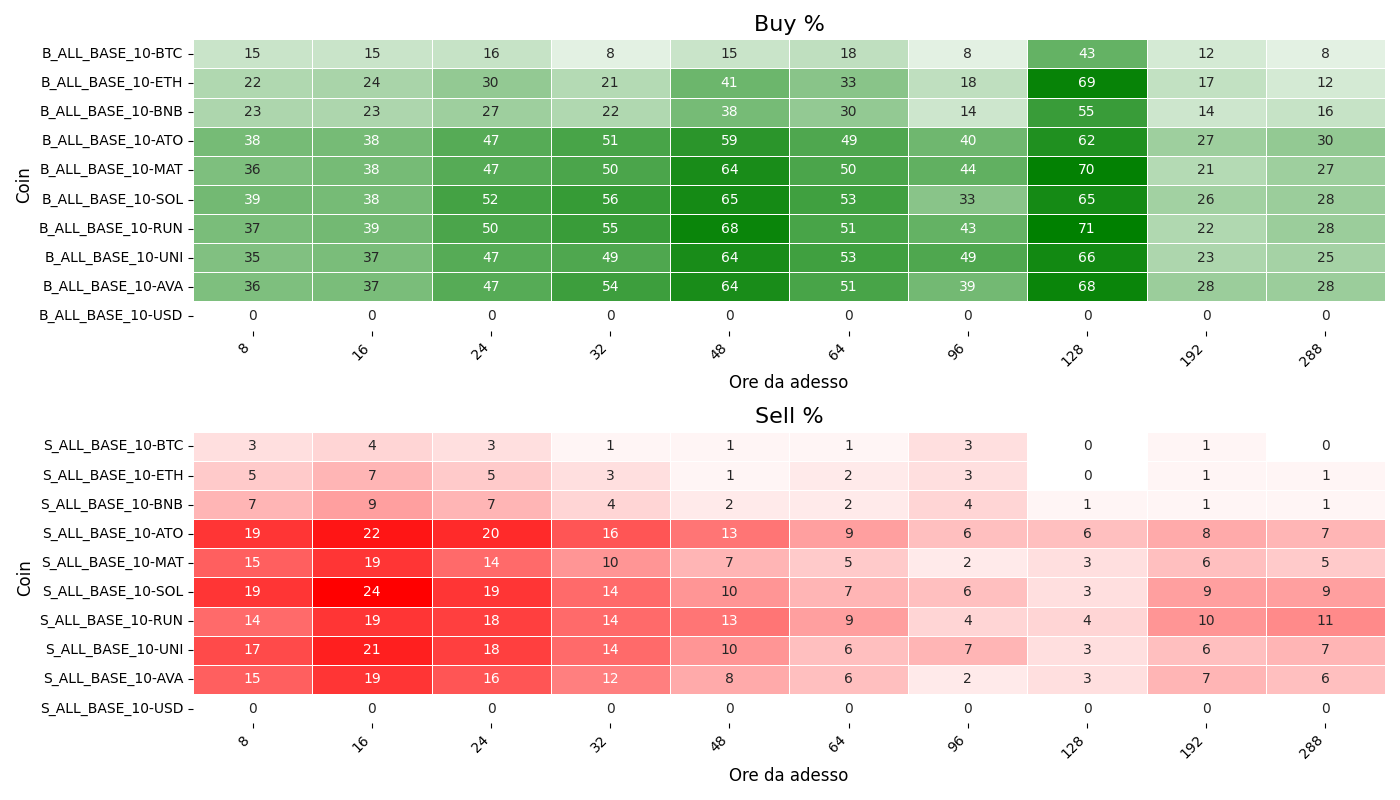 Buy %
Coin
B_ALL_BASE_10-BTC 15 15 16 8 15 18 8 43 12 8
B_ALL_BASE_10-ETH 22 24 30 21 41 33 18 69 17 12
B_ALL_BASE_10-BNB 23 23 27 22 38 30 14 55 14 16
B_ALL_BASE_10-ATO 38 38 47 51 59 49 40 62 27 30
B_ALL_BASE_10-MAT 36 38 47 50 64 50 44 70 21 27
B_ALL_BASE_10-SOL 39 38 52 56 65 53 33 65 26 28
B_ALL_BASE_10-RUN 37 39 50 55 68 51 43 71 22 28
B_ALL_BASE_10-UNI 35 37 47 49 64 53 49 66 23 25
B_ALL_BASE_10-AVA 36 37 47 54 64 51 39 68 28 28
B_ALL_BASE_10-USD 0 0 0 0 0 0 0 0 0 0
8 16 24 32 48 64 96 128 192 288
Ore da adesso
Sell %
Coin
S_ALL_BASE_10-BTC 3 4 3 1 1 1 3 0 1 0
S_ALL_BASE_10-ETH 5 7 5 3 1 2 3 0 1 1
S_ALL_BASE_10-BNB 7 9 7 4 2 2 4 1 1 1
S_ALL_BASE_10-ATO 19 22 20 16 13 9 6 6 8 7
S_ALL_BASE_10-MAT 15 19 14 10 7 5 2 3 6 5
S_ALL_BASE_10-SOL 19 24 19 14 10 7 6 3 9 9
S_ALL_BASE_10-RUN 14 19 18 14 13 9 4 4 10 11
S_ALL_BASE_10-UNI 17 21 18 14 10 6 7 3 6 7
S_ALL_BASE_10-AVA 15 19 16 12 8 6 2 3 7 6
S_ALL_BASE_10-USD 0 0 0 0 0 0 0 0 0 0
8 16 24 32 48 64 96 128 192 288
Ore da adesso